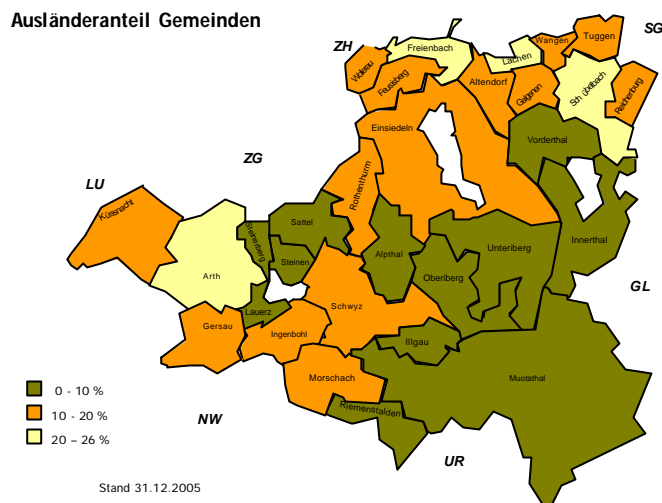 Ausländeranteil Gemeinden
SG
ZH
Freienbach
Wangen
Tuggen
Lachen
Wollerau
Feusisberg
Altendorf
Galgenen
Schübelbach
Reichenburg
Einsiedeln
Vorderthal
ZG
LU
Rothenthurm
Küssnacht
Sattel
Steinerberg
Alpthal
Unteriberg
Innerthal
Arth
Steinen
Oberiberg
GL
Lauerz
Schwyz
Gersau
Ingenbohl
Illgau
Morschach
Muotathal
Riemenstalden
0 - 10 %
10 - 20 %
20 – 26 %
NW
UR
Stand 31.12.2005